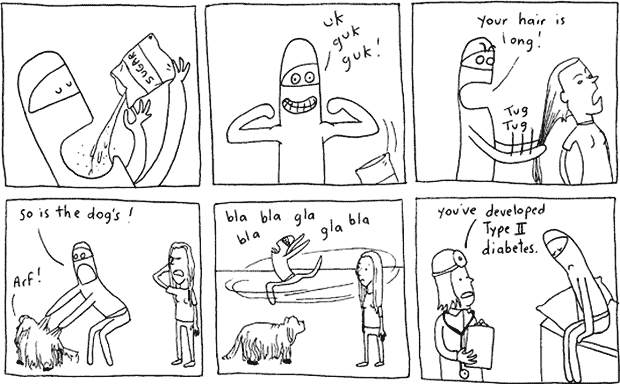 SUGAR
uk
guk
guk!
your hair is
long!
Tug
Tug
so is the dog's!
Arf!
bla bla gla
bla gla bla
you've developed
Type II
diabetes.